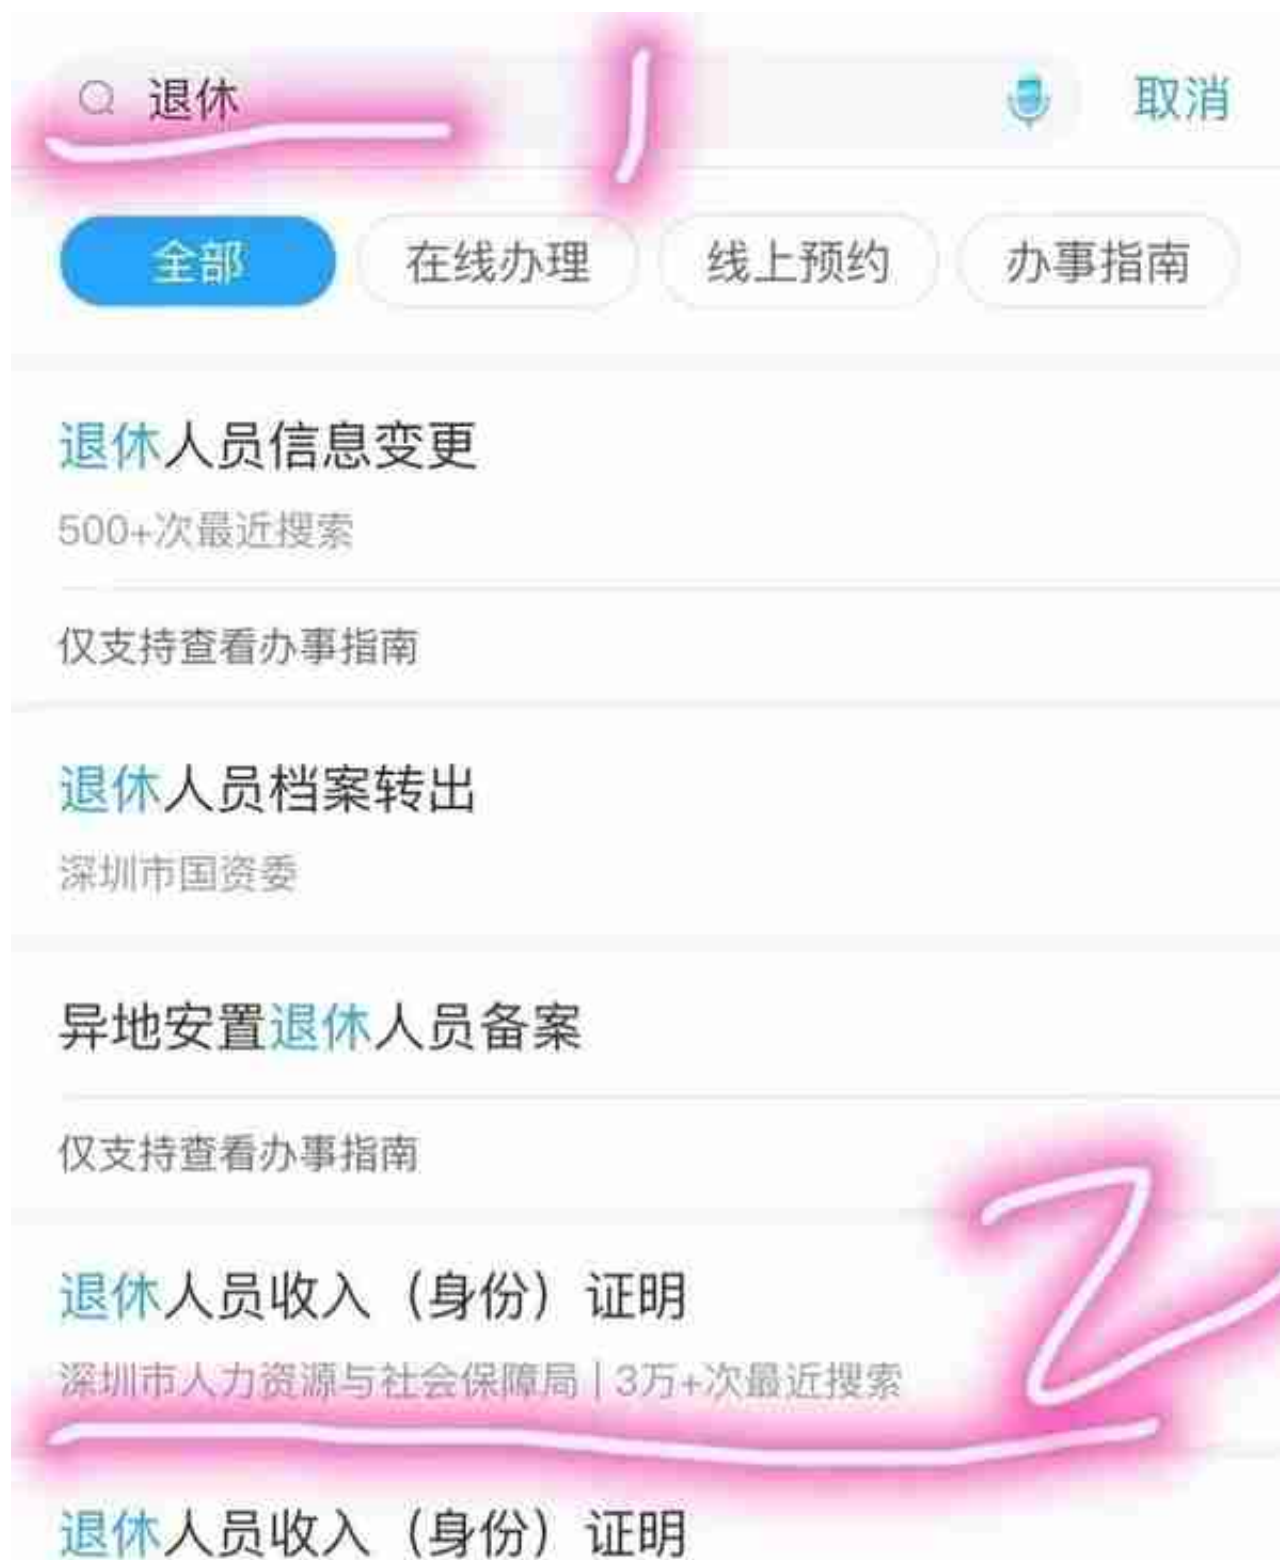 退休
1
取消
全部 在线办理 线上预约 办事指南
退休人员信息变更
500+次最近搜索
仅支持查看办事指南
退休人员档案转出
深圳市国资委
异地安置退休人员备案
仅支持查看办事指南
2
退休人员收入（身份）证明
深圳市人力资源与社会保障局 | 3万+次最近搜索
退休人员收入（身份）证明